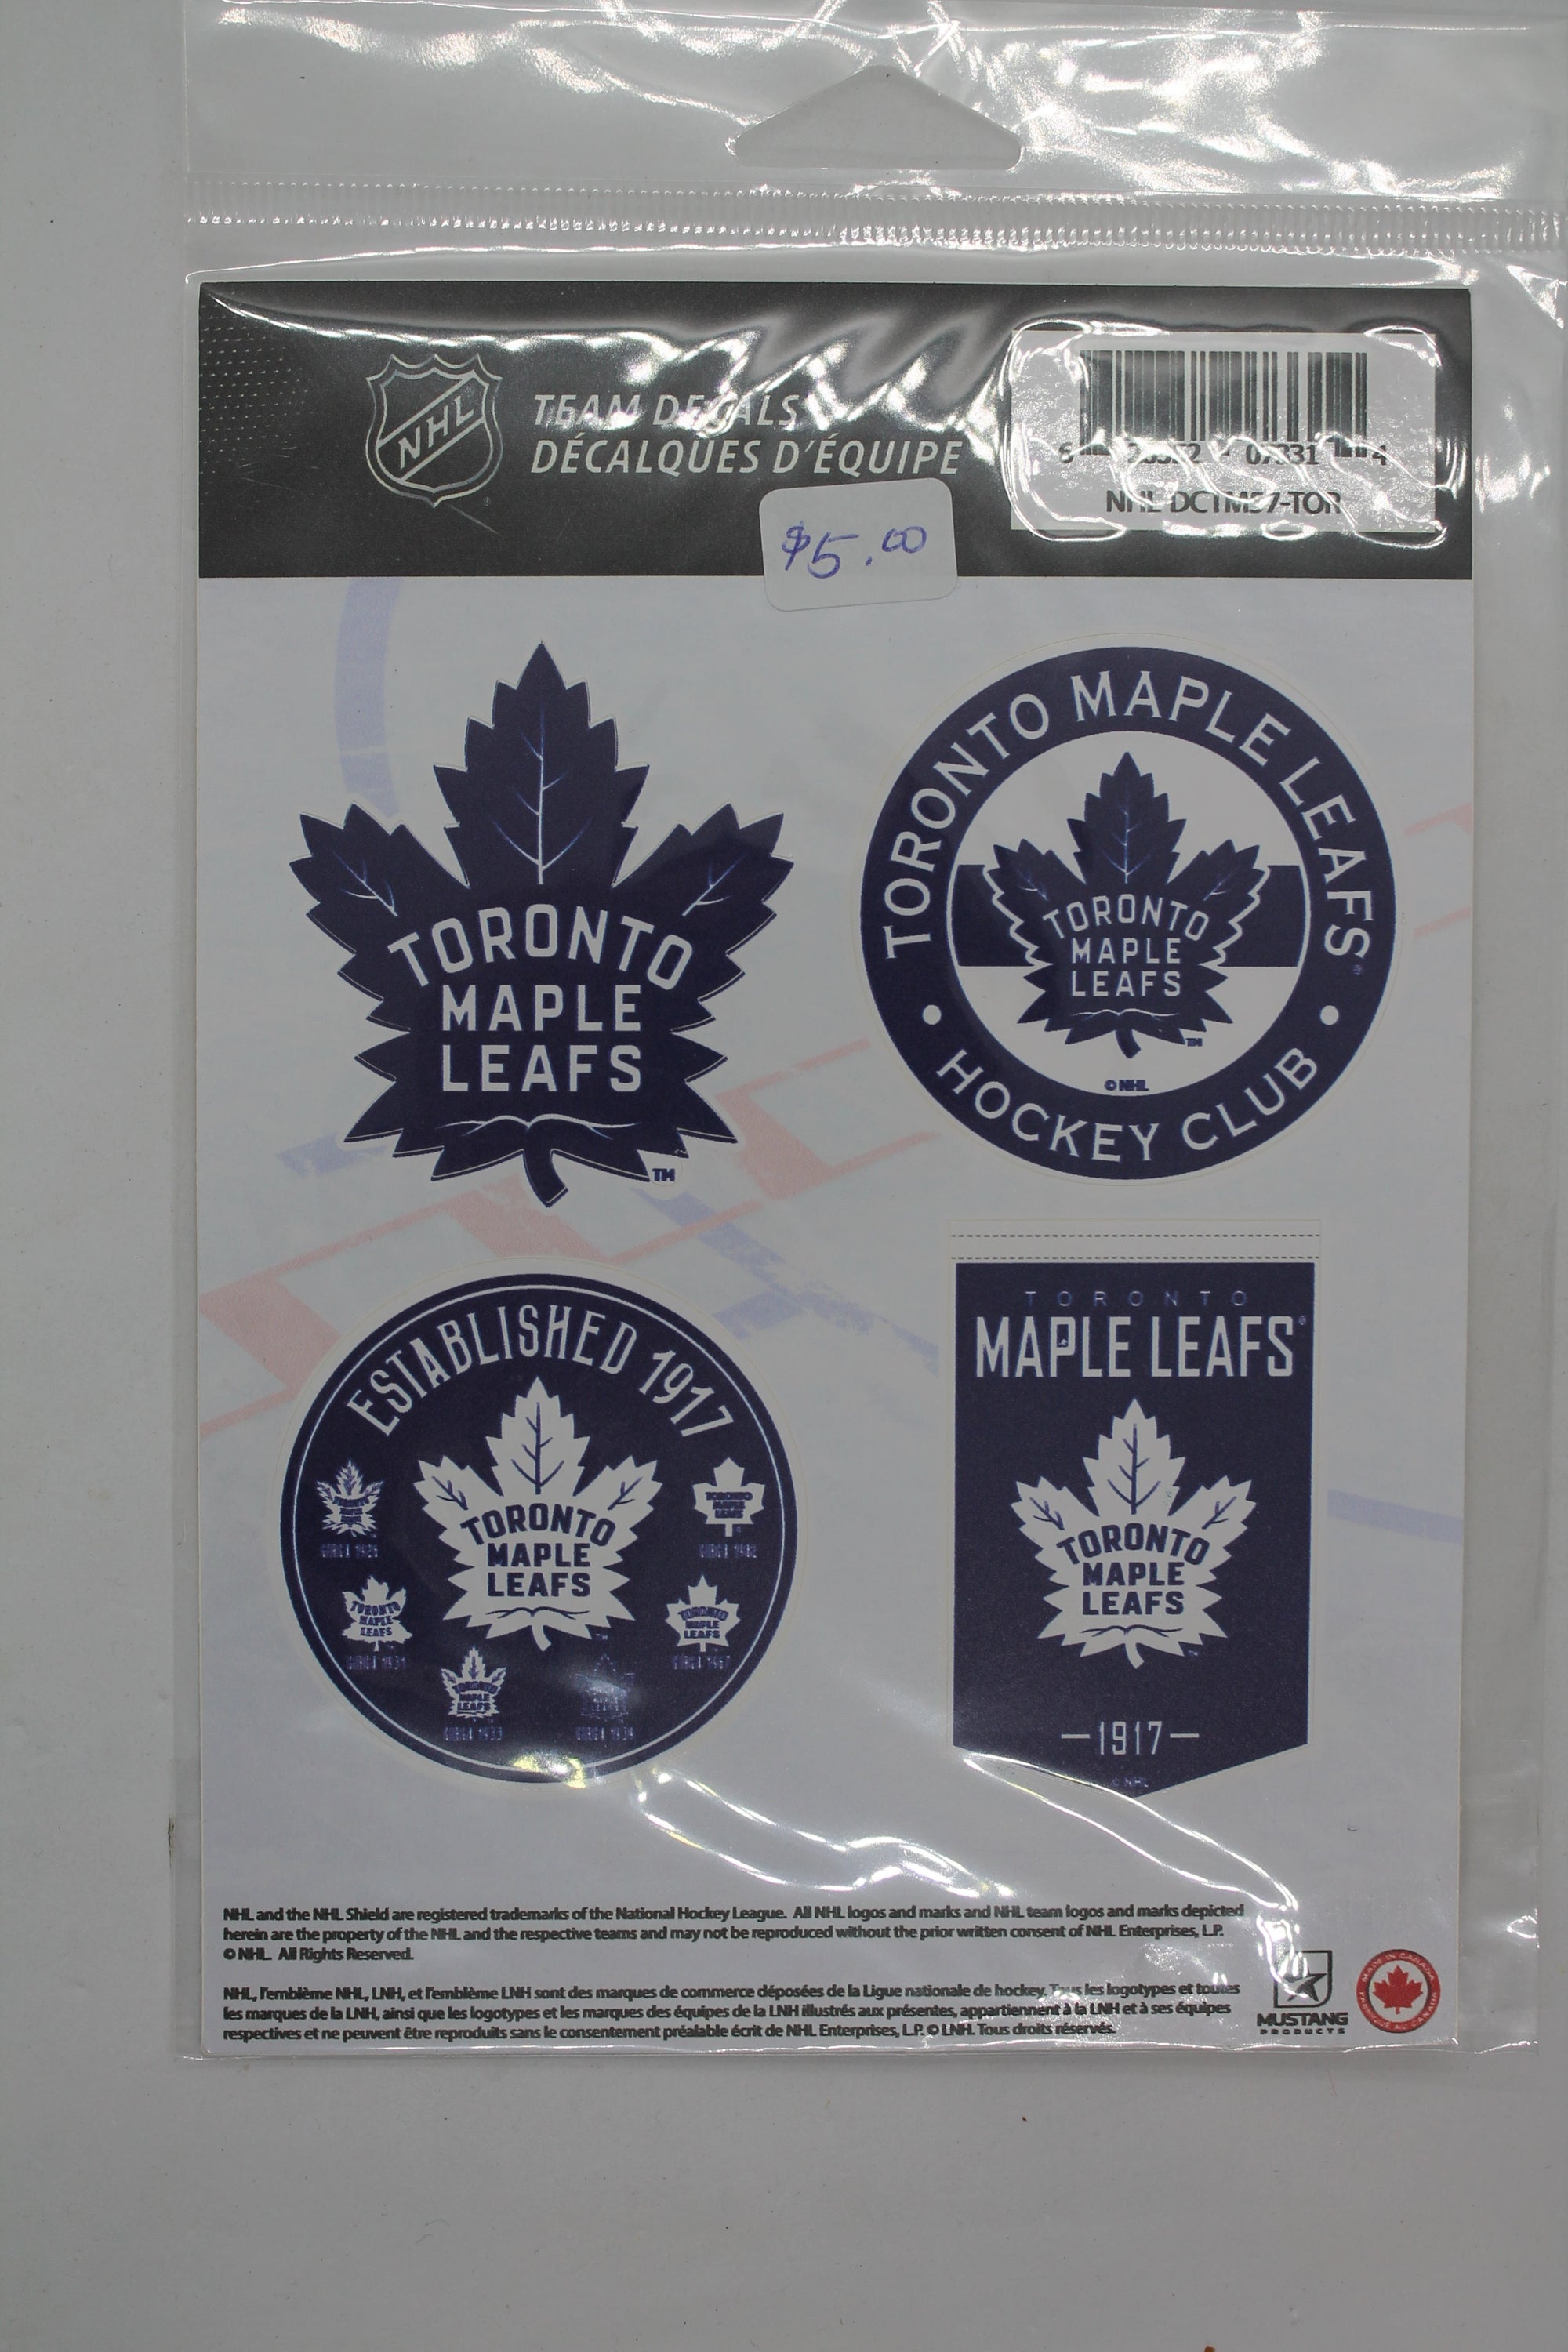 NHL
TEAM DECALS
DÉCALQUES D'ÉQUIPE
$5.00
TORONTO
MAPLE
LEAFS
TM
TORONTO MAPLE LEAFS
TORONTO
MAPLE
LEAFS
TM
© NHL
• HOCKEY CLUB •
ESTABLISHED 1917
TORONTO
MAPLE
LEAFS
TORONTO
MAPLE
LEAFS
CIRCA 1931
TORONTO
MAPLE LEAFS®
TORONTO
MAPLE
LEAFS
—1917—
© NHL
NHL and the NHL Shield are registered trademarks of the National Hockey League. All NHL logos and marks and NHL team logos and marks depicted
herein are the property of the NHL and the respective teams and may not be reproduced without the prior written consent of NHL Enterprises, L.P.
© NHL. All Rights Reserved.
NHL, l'emblème NHL, LNH, et l'emblème LNH sont des marques de commerce déposées de la Ligue nationale de hockey. Tous les logotypes et toutes
les marques de la LNH, ainsi que les logotypes et les marques des équipes de la LNH illustrés aux présentes, appartiennent à la LNH et à ses équipes
respectives et ne peuvent être reproduits sans le consentement préalable écrit de NHL Enterprises, L.P. © LNH. Tous droits réservés.
MUSTANG
PRODUCTS
MADE IN CANADA